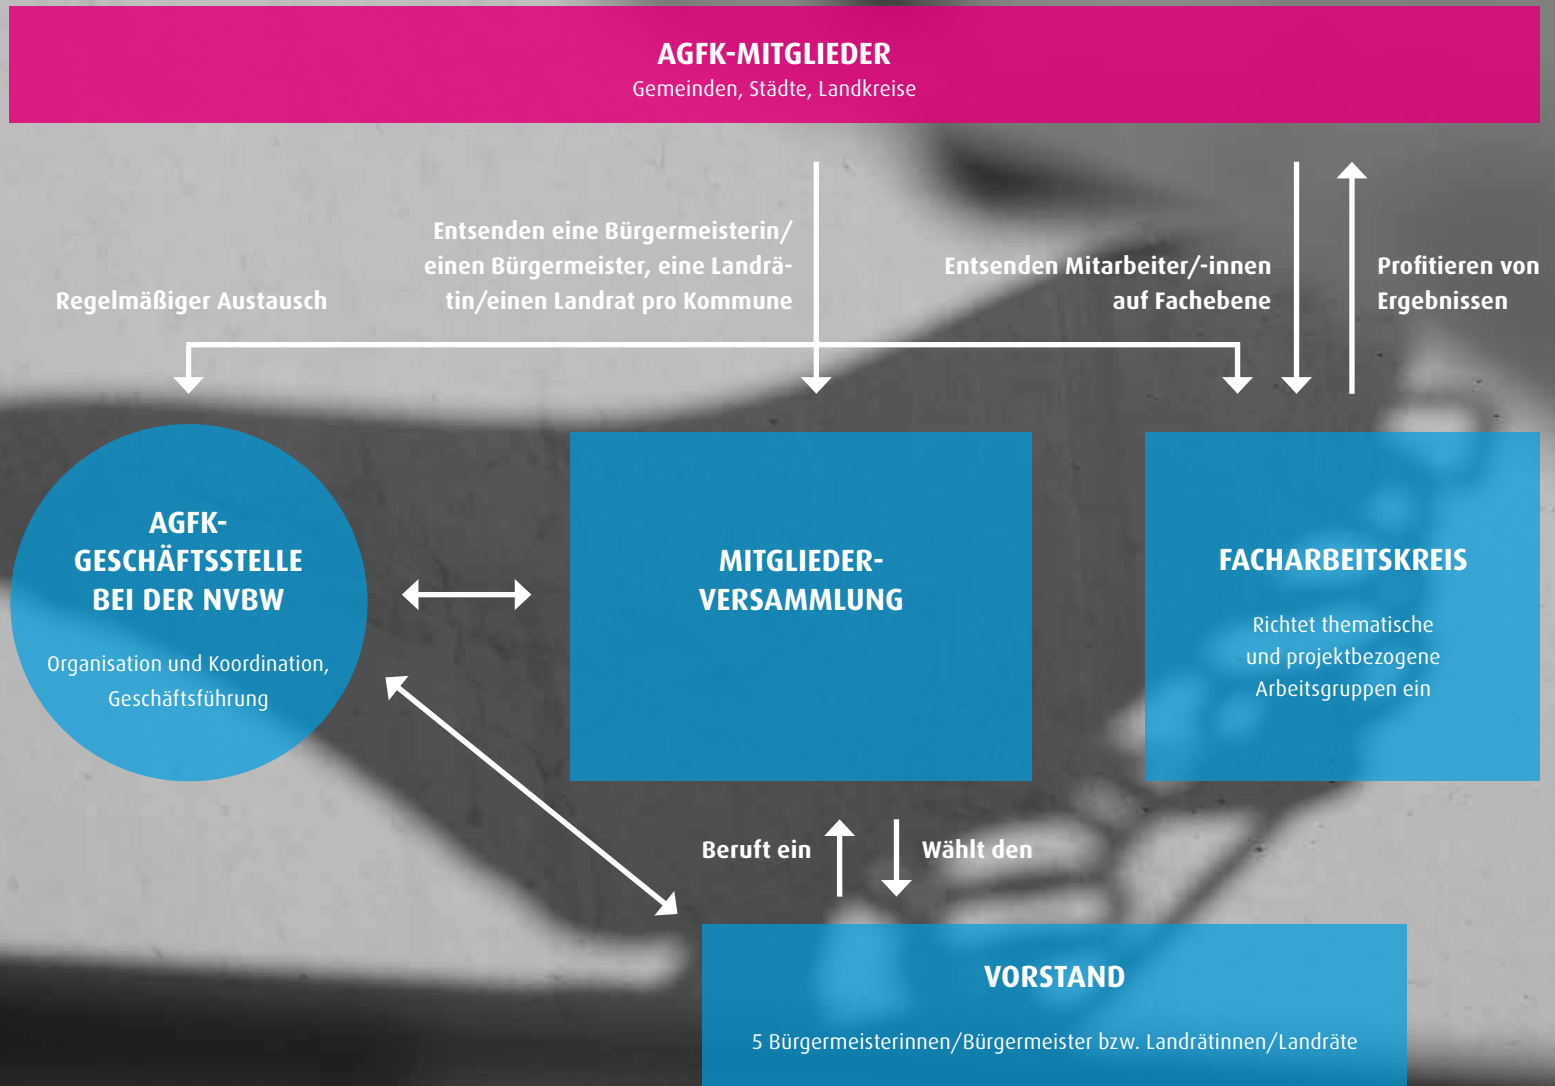 AGFK-MITGLIEDER
Gemeinden, Städte, Landkreise
Regelmäßiger Austausch
Entsenden eine Bürgermeisterin/
einen Bürgermeister, eine Landrä-
tin/einen Landrat pro Kommune
Entsenden Mitarbeiter/-innen
auf Fachebene
Profitieren von
Ergebnissen
AGFK-
GESCHÄFTSSTELLE
BEI DER NVBW
Organisation und Koordination,
Geschäftsführung
MITGLIEDER-
VERSAMMLUNG
FACHARBEITSKREIS
Richtet thematische
und projektbezogene
Arbeitsgruppen ein
Beruft ein
Wählt den
VORSTAND
5 Bürgermeisterinnen/Bürgermeister bzw. Landrätinnen/Landräte